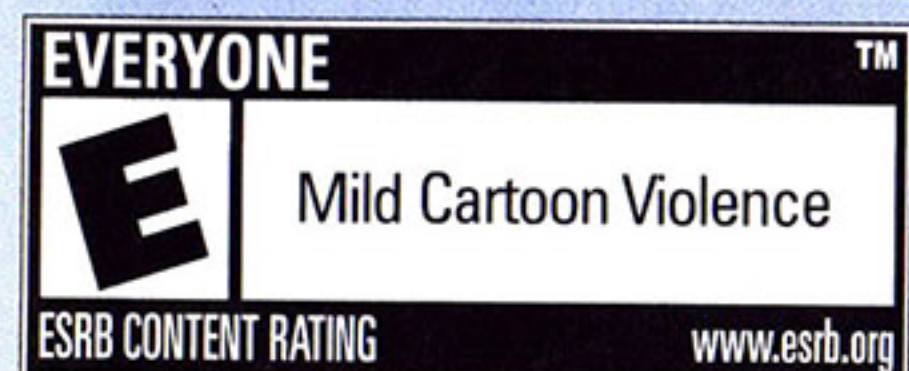 EVERYONE TM
E
Mild Cartoon Violence
ESRB CONTENT RATING www.esrb.org